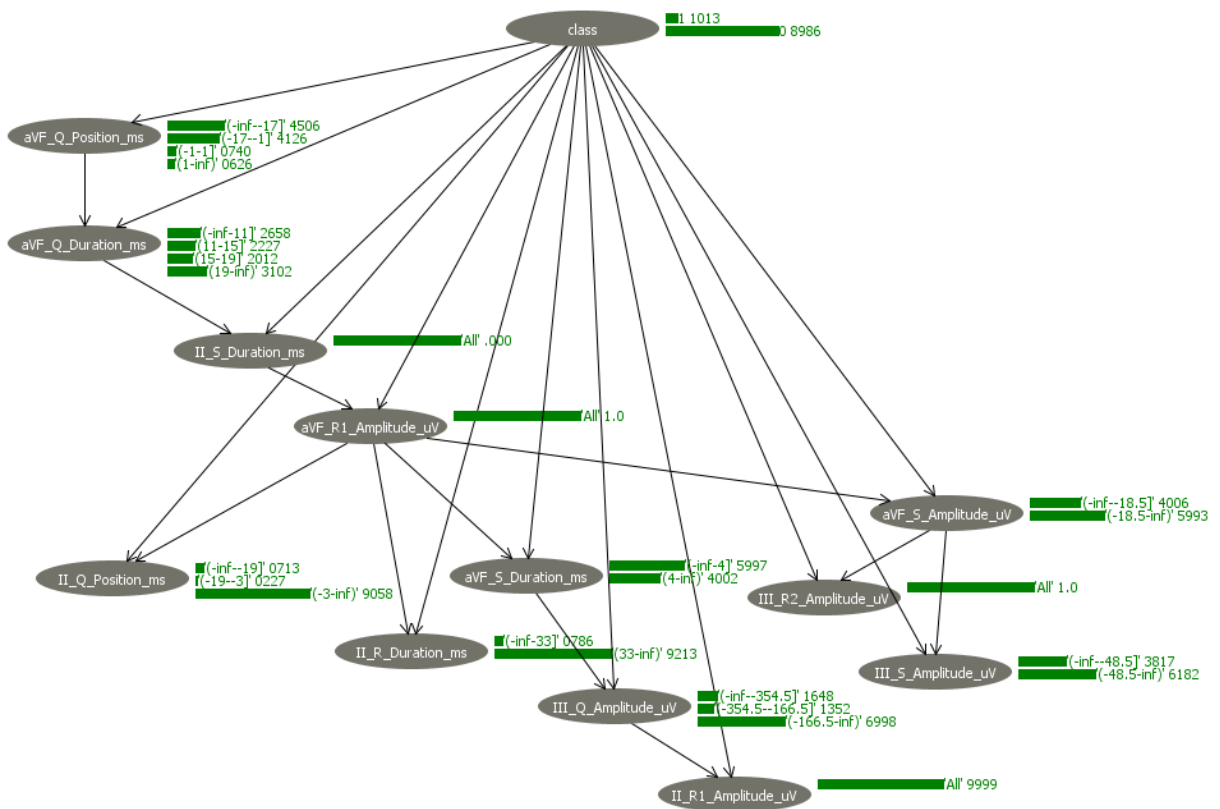 class
1 1013
0 8986
aVF_Q_Position_ms
'(-inf--17]' 4506
'(-17--1]' 4126
'(-1-1]' 0740
'(1-inf)' 0626
aVF_Q_Duration_ms
'(-inf-11]' 2658
'(11-15]' 2227
'(15-19]' 2012
'(19-inf)' 3102
II_S_Duration_ms
'All' .000
aVF_R1_Amplitude_uV
'All' 1.0
aVF_S_Amplitude_uV
'(-inf--18.5]' 4006
'(-18.5-inf)' 5993
II_Q_Position_ms
'(-inf--19]' 0713
'(-19--3]' 0227
'(-3-inf)' 9058
aVF_S_Duration_ms
'(-inf-4]' 5997
'(4-inf)' 4002
III_R2_Amplitude_uV
'All' 1.0
II_R_Duration_ms
'(-inf-33]' 0786
'(33-inf)' 9213
III_S_Amplitude_uV
'(-inf--48.5]' 3817
'(-48.5-inf)' 6182
III_Q_Amplitude_uV
'(-inf--354.5]' 1648
'(-354.5--166.5]' 1352
'(-166.5-inf)' 6998
II_R1_Amplitude_uV
'All' 9999